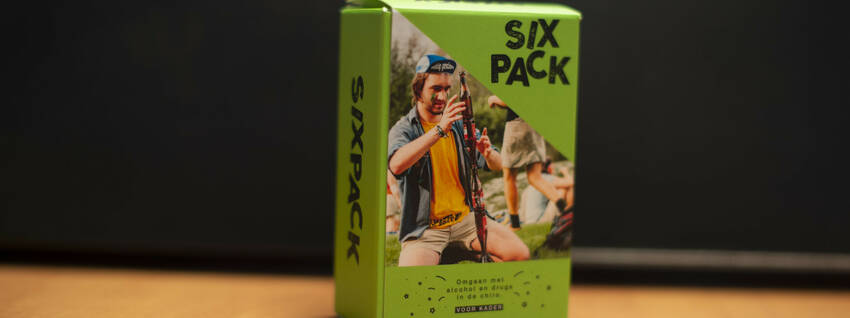 SIX
PACK
SIXPACK
Omgaan met
alcohol en drugs
in de chiro.
VOOR KADER